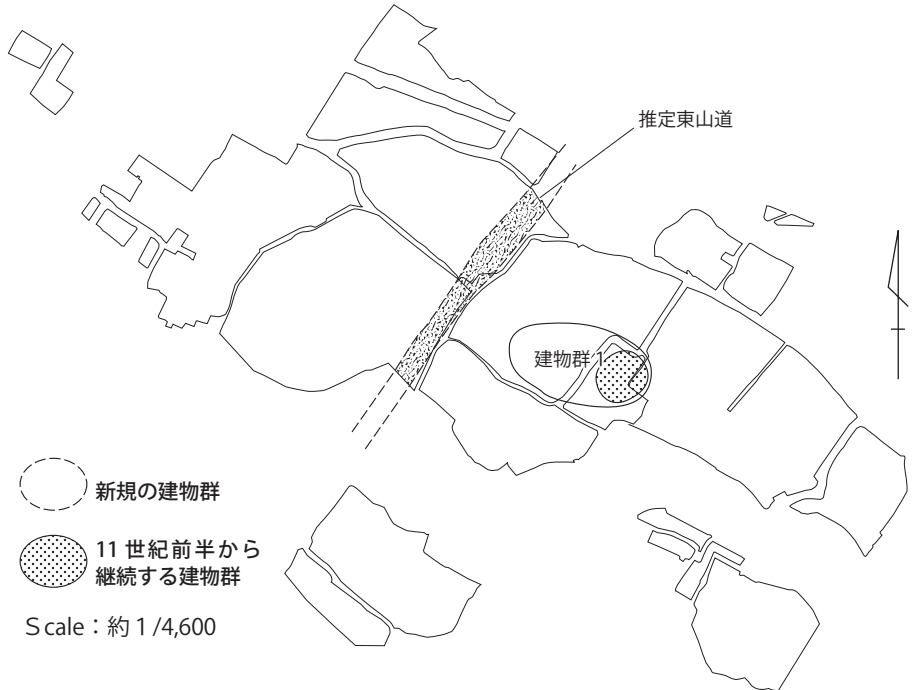 推定東山道
建物群 1
新規の建物群
11 世紀前半から
継続する建物群
Scale：約 1 /4,600